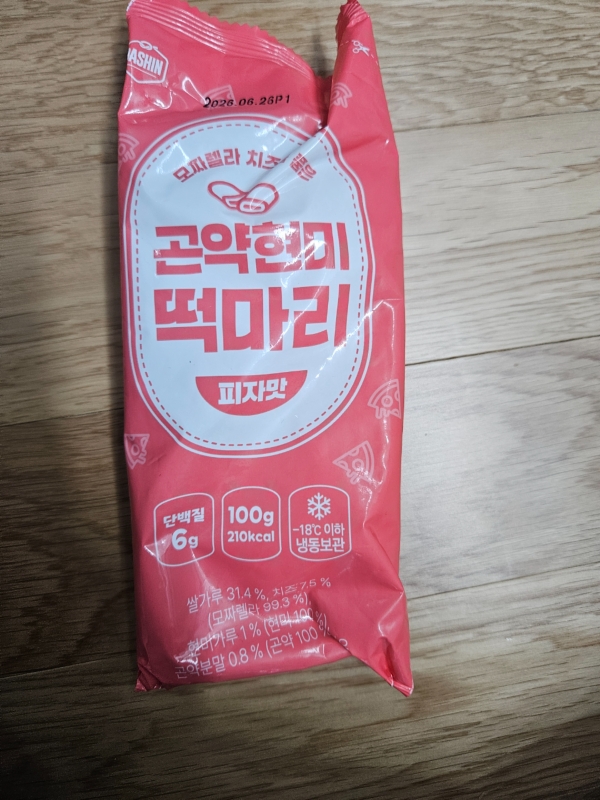 DASHIN
2026.06.26P1
모짜렐라 치즈
곤약현미
떡마리
피자맛
단백질
6g
100g
210kcal
-18℃ 이하
냉동보관
쌀가루 31.4 %, 치즈 7.5 %
(모짜렐라 99.3 %)
현미가루 1 % (현미 100 %)
곤약분말 0.8 % (곤약 100 %)